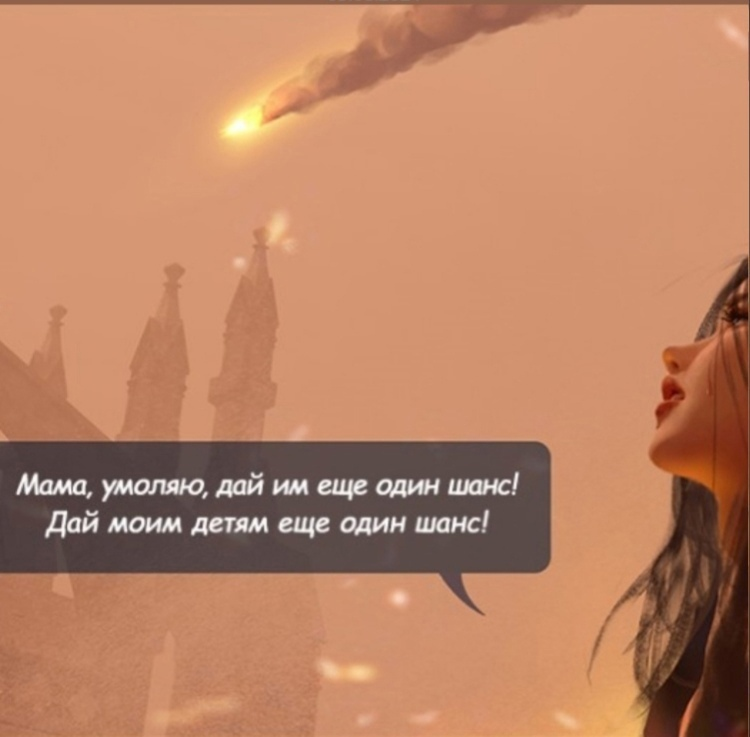 Мама, умоляю, дай им еще один шанс!
Дай моим детям еще один шанс!